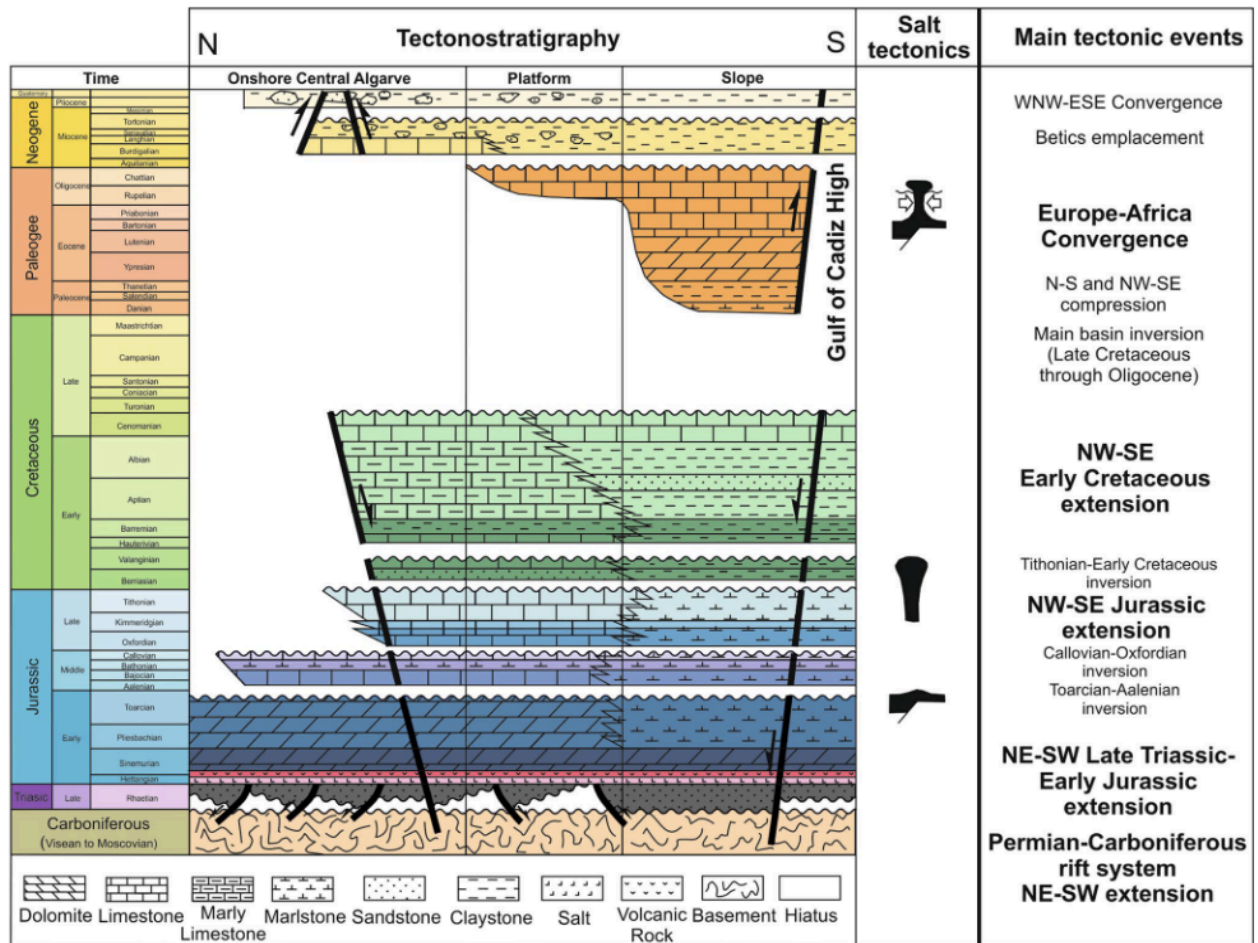 N
Tectonostratigraphy
S
Salt
tectonics
Main tectonic events
Time
Onshore Central Algarve
Platform
Slope
Quaternary
Neogene
Pliocene
Miocene
Messinian
Tortonian
Serravallian
Langhian
Burdigalian
Aquitanian
Paleogee
Oligocene
Chattian
Rupelian
Eocene
Priabonian
Bartonian
Lutenian
Ypresian
Paleocene
Thanetian
Selendian
Danian
Cretaceous
Late
Maastrichtian
Campanian
Santonian
Coniacian
Turonian
Cenomanian
Early
Albian
Aptian
Barremian
Hauterivian
Valanginian
Berriasian
Jurassic
Late
Tithonian
Kimmeridgian
Oxfordian
Middle
Callovian
Bathonian
Bajocian
Aalenian
Early
Toarcian
Pliesbachian
Sinemurian
Hettangian
Triasic
Late
Rhaetian
Carboniferous
(Visean to Moscovian)
Gulf of Cadiz High
WNW-ESE Convergence
Betics emplacement
Europe-Africa
Convergence
N-S and NW-SE
compression
Main basin inversion
(Late Cretaceous
through Oligocene)
NW-SE
Early Cretaceous
extension
Tithonian-Early Cretaceous
inversion
NW-SE Jurassic
extension
Callovian-Oxfordian
inversion
Toarcian-Aalenian
inversion
NE-SW Late Triassic-
Early Jurassic
extension
Permian-Carboniferous
rift system
NE-SW extension
Dolomite
Limestone
Marly
Limestone
Marlstone
Sandstone
Claystone
Salt
Volcanic
Rock
Basement
Hiatus